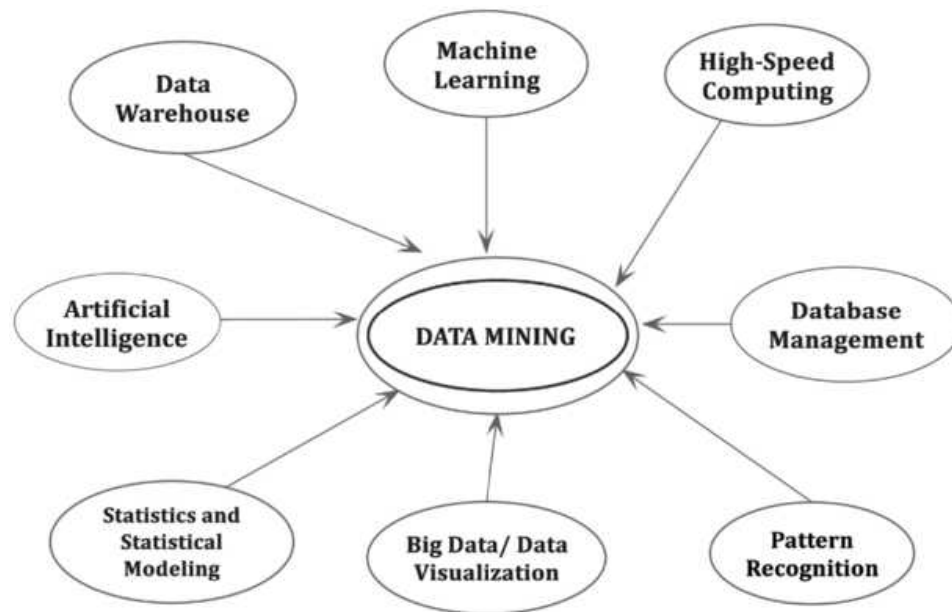 Machine
Learning
High-Speed
Computing
Data
Warehouse
Artificial
Intelligence
DATA MINING
Database
Management
Statistics and
Statistical
Modeling
Big Data/ Data
Visualization
Pattern
Recognition